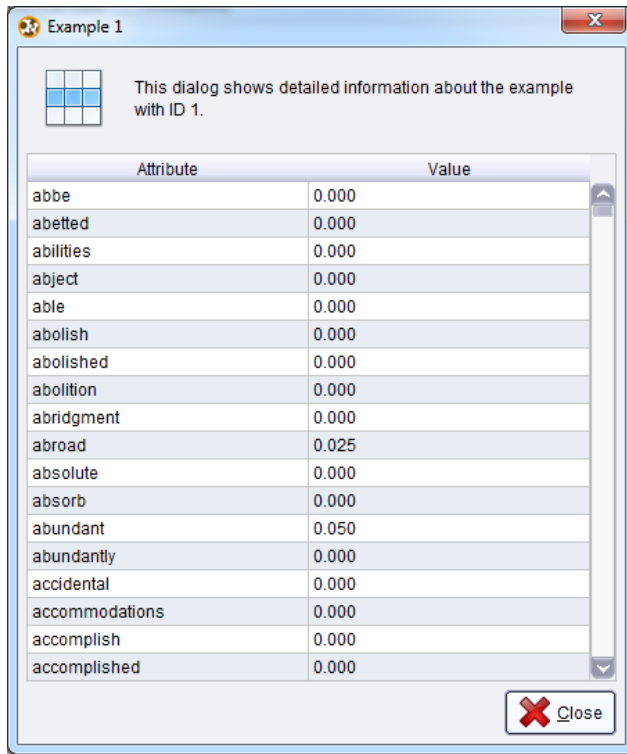 Example 1
This dialog shows detailed information about the example
with ID 1.
Attribute Value
abbe 0.000
abetted 0.000
abilities 0.000
abject 0.000
able 0.000
abolish 0.000
abolished 0.000
abolition 0.000
abridgment 0.000
abroad 0.025
absolute 0.000
absorb 0.000
abundant 0.050
abundantly 0.000
accidental 0.000
accommodations 0.000
accomplish 0.000
accomplished 0.000
Close